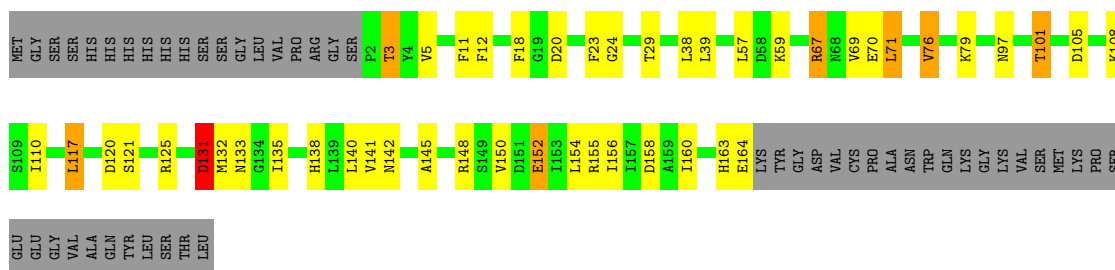 MET GLY SER SER HIS HIS HIS HIS HIS HIS SER SER GLY LEU VAL PRO ARG GLY SER P2 T3 Y4 V5 F11 F12 F18 G19 D20 F23 G24 T29 L38 L39 L57 D58 K59 R67 N68 V69 E70 L71 V76 K79 N97 T101 D105 K108
S109 I110 L117 D120 S121 R125 D131 M132 N133 G134 I135 H138 L139 L140 V141 N142 A145 R148 S149 V150 D151 E152 I153 L154 R155 I156 I157 D158 A159 I160 H163 E164 LYS TYR GLY ASP VAL CYS PRO ALA ASN TRP GLN LYS GLY LYS VAL SER MET LYS PRO SER
GLU GLU GLY VAL ALA GLN TYR LEU SER THR LEU